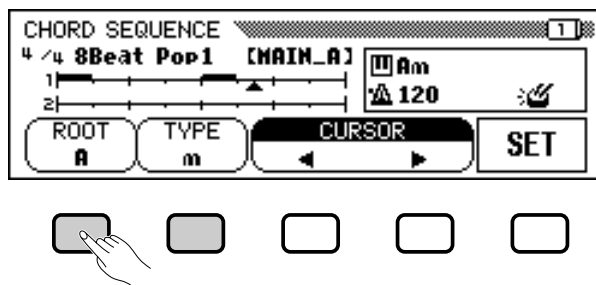 CHORD SEQUENCE 1
4/4 8Beat Pop1 [MAIN_A]
Am
1
120
2
ROOT TYPE CURSOR SET
A m